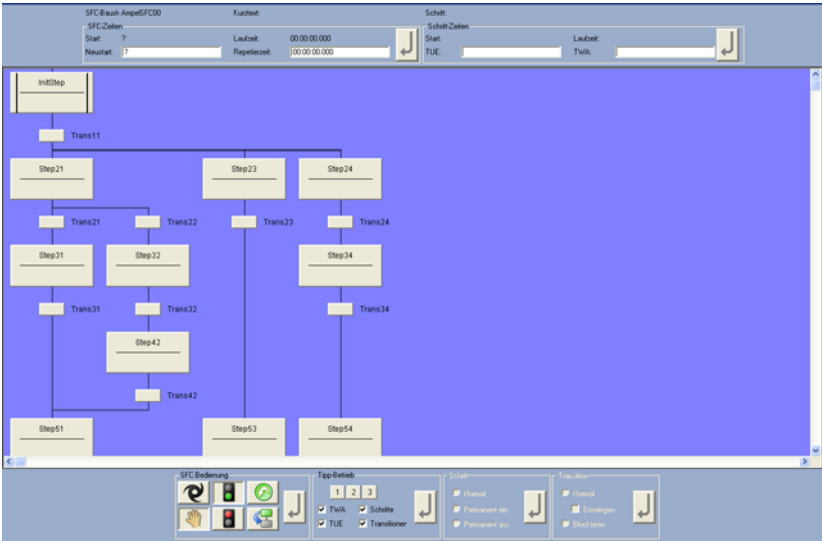 SFC-Baust: AmpelSFC00 Kurztext: Schritt:
SFC-Zeiten Schritt-Zeiten
Start: ? Laufzeit: 00:00:00.000 Start: Laufzeit:
Neustart: ? Repetierzeit: 00:00:00.000 TUE: TWA:
InitStep
Trans11
Step21 Step23 Step24
Trans21 Trans22 Trans23 Trans24
Step31 Step32 Step34
Trans31 Trans32 Trans34
Step42
Trans42
Step51 Step53 Step54
SFC Bedienung Tipp-Betrieb Schritt Transition
1 2 3 Normal Normal
TWA Schritte Permanent ein Erzwingen
TUE Transitionen Permanent aus Blockieren